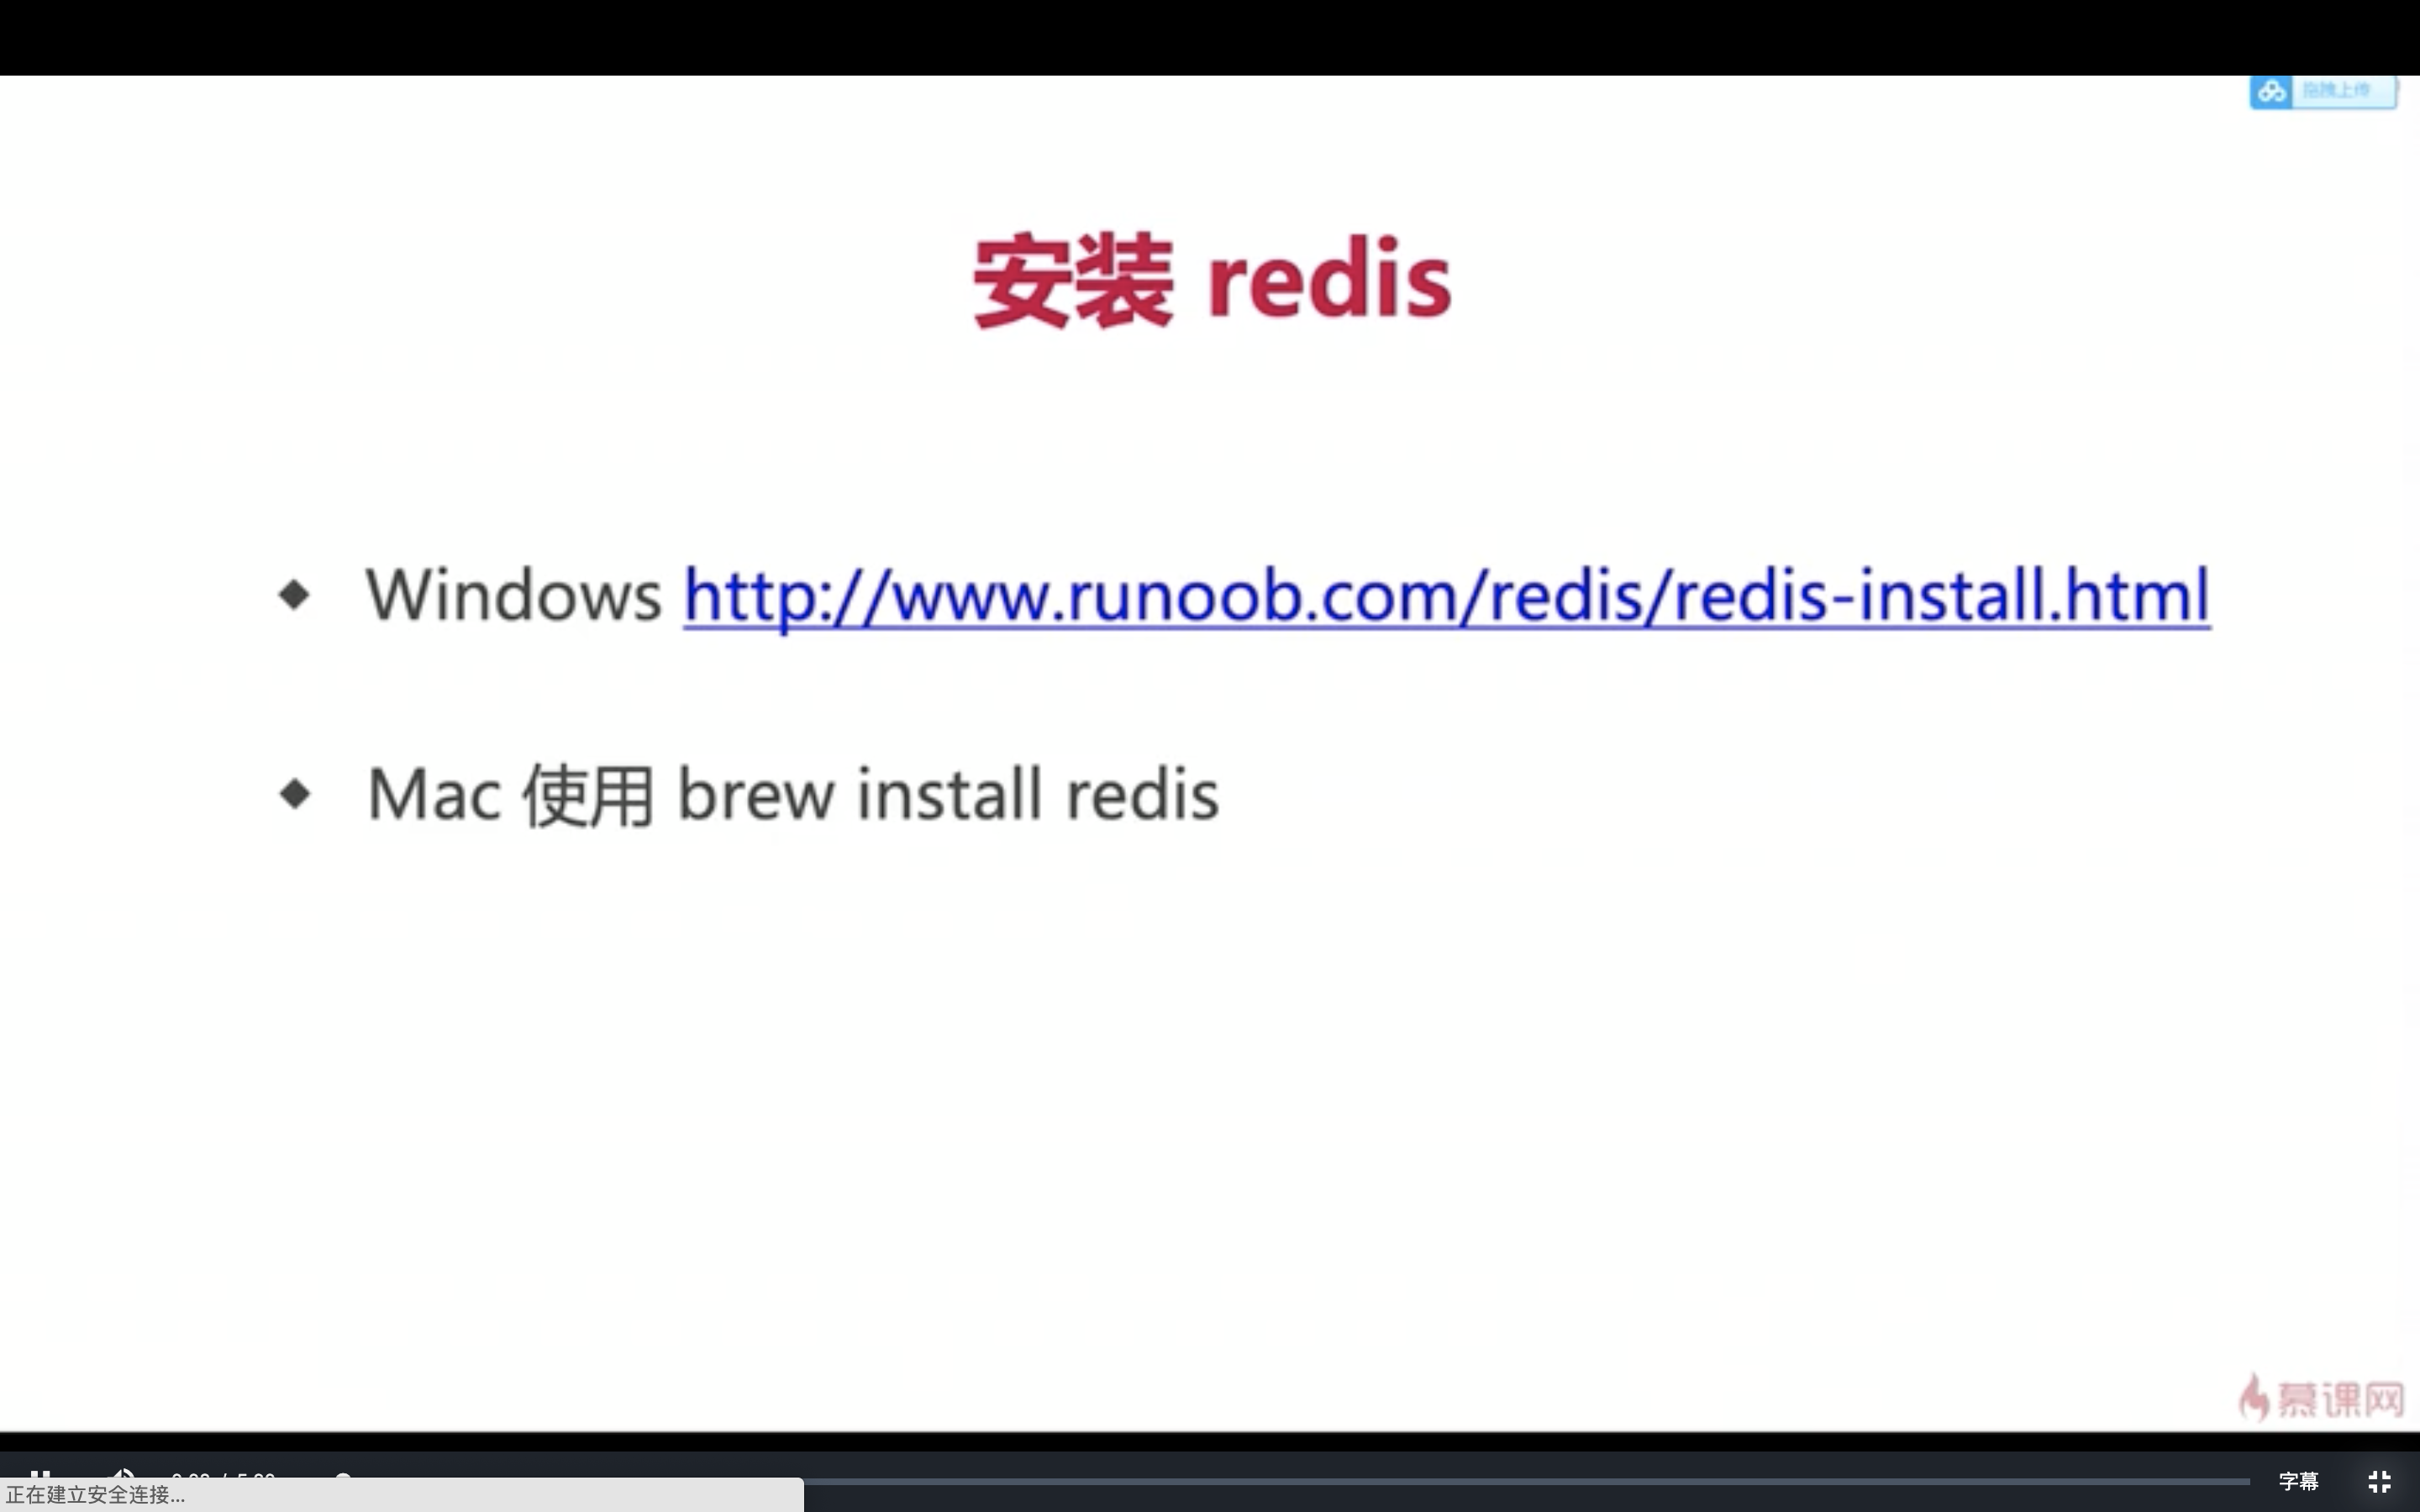 拖拽上传
安装 redis
◆ Windows http://www.runoob.com/redis/redis-install.html
◆ Mac 使用 brew install redis
慕课网
正在建立安全连接...
字幕